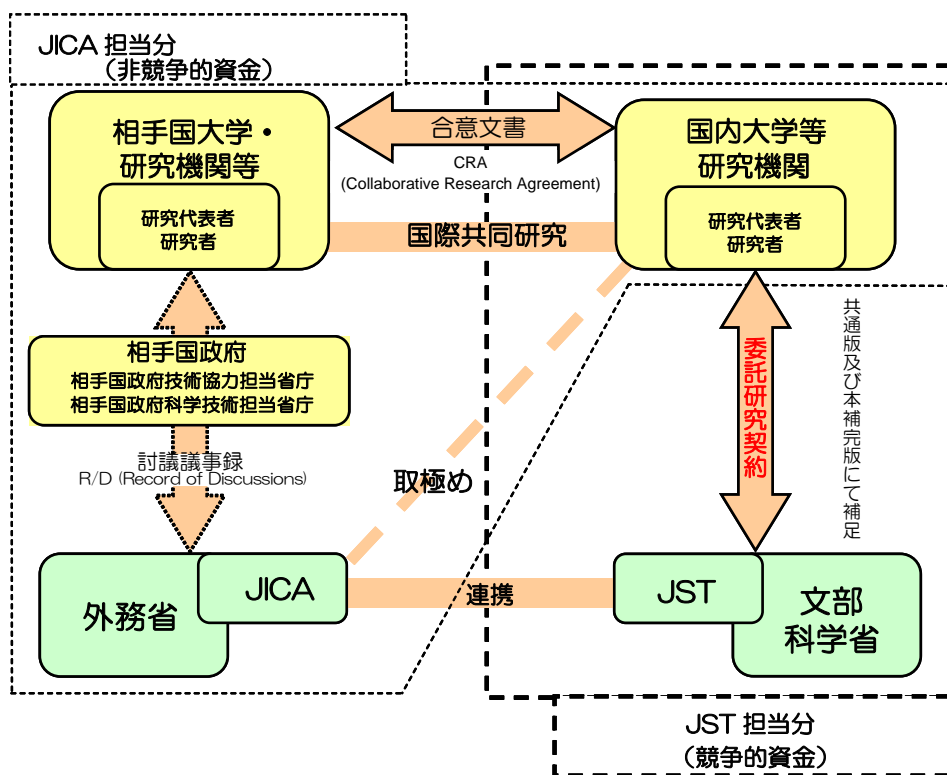 JICA 担当分
（非競争的資金）
相手国大学・
研究機関等
研究代表者
研究者
合意文書
CRA
(Collaborative Research Agreement)
国際共同研究
国内大学等
研究機関
研究代表者
研究者
相手国政府
相手国政府技術協力担当省庁
相手国政府科学技術担当省庁
討議議事録
R/D (Record of Discussions)
取極め
委託研究契約
共通版及び本補完版にて補足
外務省
JICA
連携
JST
文部
科学省
JST 担当分
（競争的資金）